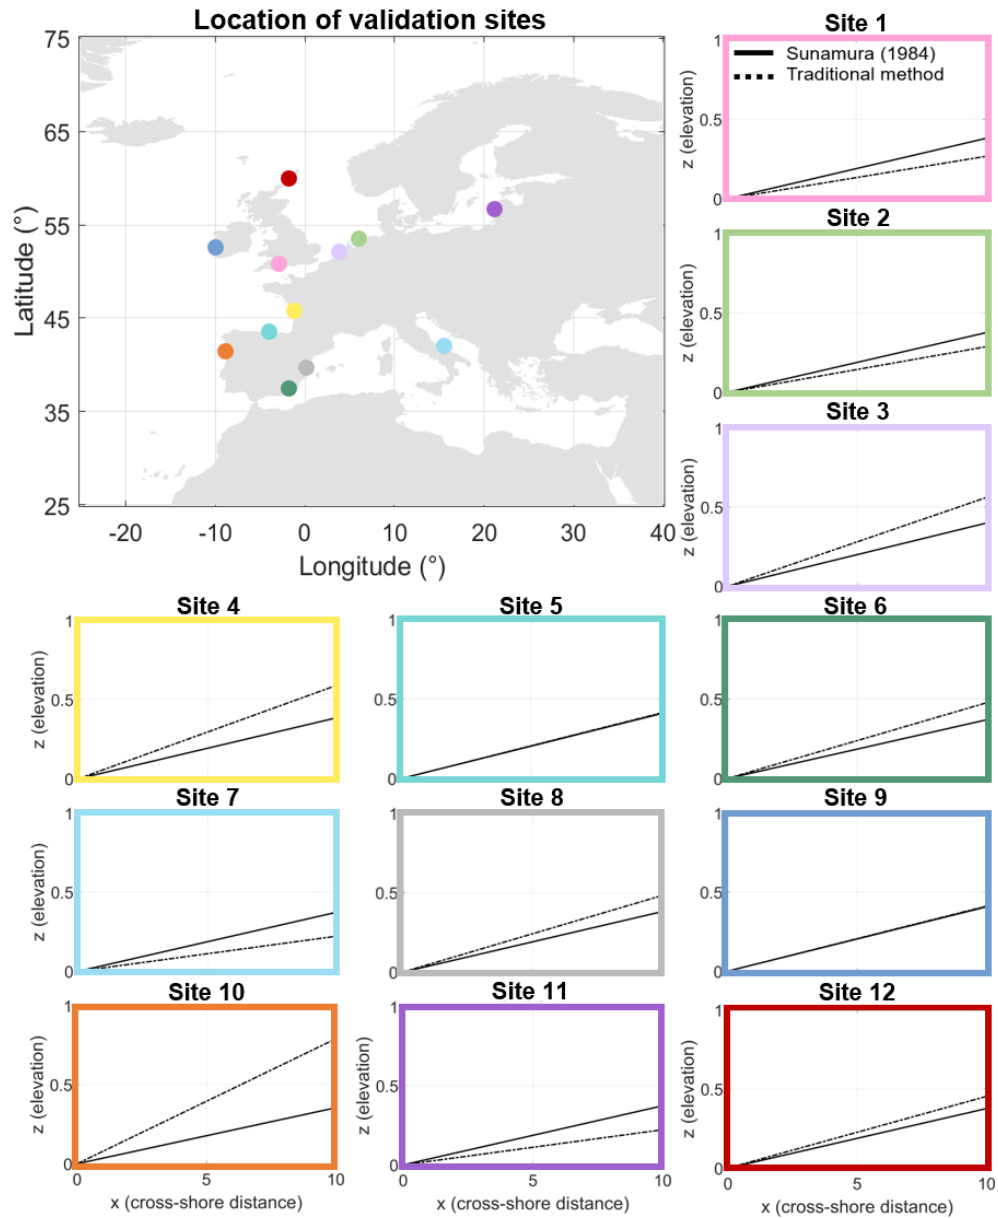 Location of validation sites
75
65
55
45
35
25
Latitude (°)
-20
-10
0
10
20
30
40
Longitude (°)
Site 1
Sunamura (1984)
Traditional method
1
0.5
0
z (elevation)
Site 2
1
0.5
0
z (elevation)
Site 3
1
0.5
0
z (elevation)
Site 4
1
0.5
0
z (elevation)
Site 5
1
0.5
0
z (elevation)
Site 6
1
0.5
0
z (elevation)
Site 7
1
0.5
0
z (elevation)
Site 8
1
0.5
0
z (elevation)
Site 9
1
0.5
0
z (elevation)
Site 10
1
0.5
0
z (elevation)
0
5
10
x (cross-shore distance)
Site 11
1
0.5
0
z (elevation)
0
5
10
x (cross-shore distance)
Site 12
1
0.5
0
z (elevation)
0
5
10
x (cross-shore distance)